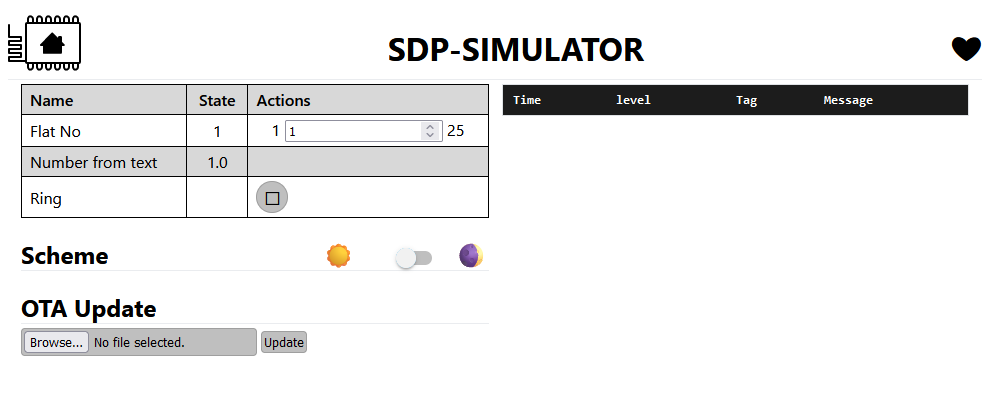 SDP-SIMULATOR
Name State Actions
Flat No 1 1 1 25
Number from text 1.0
Ring
Time level Tag Message
Scheme
OTA Update
Browse... No file selected. Update